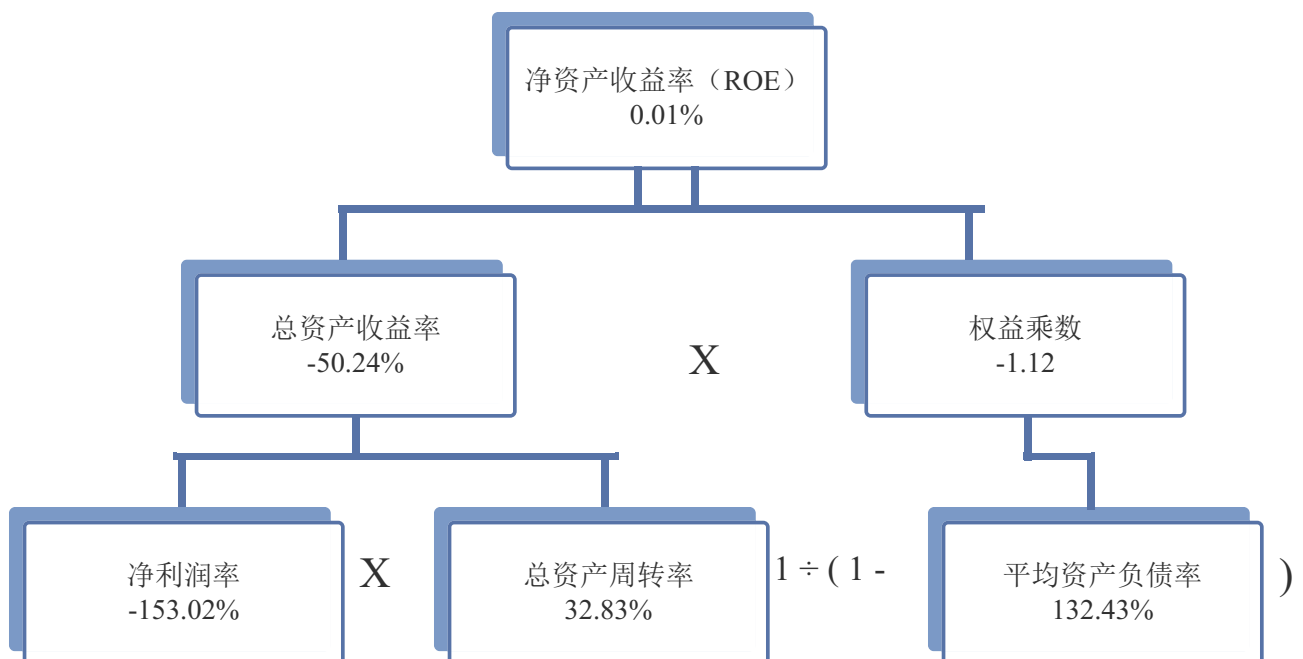 净资产收益率（ROE）
0.01%
总资产收益率
-50.24%
X
权益乘数
-1.12
净利润率
-153.02%
X
总资产周转率
32.83%
1 ÷ ( 1 -
平均资产负债率
132.43%
)